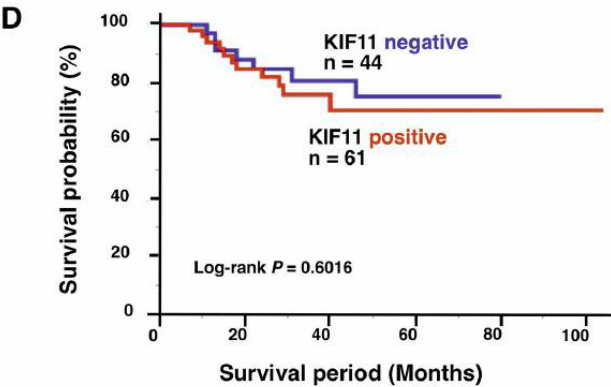 D
Survival probability (%)
100
80
60
40
20
0
KIF11 negative
n = 44
KIF11 positive
n = 61
Log-rank P = 0.6016
0 20 40 60 80 100
Survival period (Months)